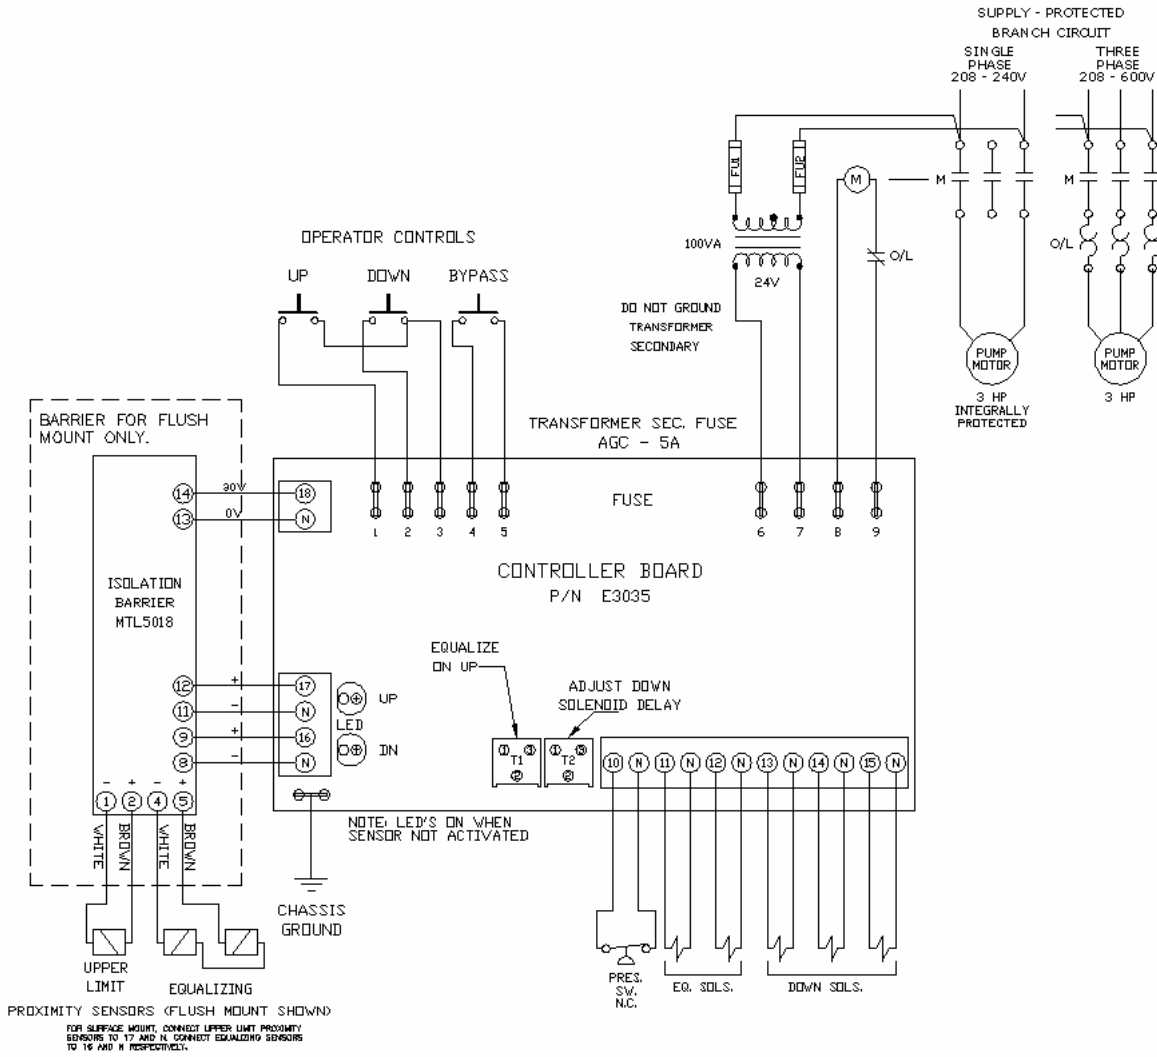 SUPPLY - PROTECTED
BRANCH CIRCUIT
SINGLE
PHASE
208 - 240V
THREE
PHASE
208 - 600V
FU1
FU2
M
M
M
100VA
24V
O/L
O/L
OPERATOR CONTROLS
UP
DOWN
BYPASS
DO NOT GROUND
TRANSFORMER
SECONDARY
PUMP
MOTOR
3 HP
INTEGRALLY
PROTECTED
PUMP
MOTOR
3 HP
BARRIER FOR FLUSH
MOUNT ONLY.
TRANSFORMER SEC. FUSE
AGC - 5A
14
20V
18
13
0V
N
FUSE
1 2 3 4 5 6 7 8 9
CONTROLLER BOARD
P/N E3035
ISOLATION
BARRIER
MTL5018
EQUALIZE
ON UP
ADJUST DOWN
SOLENOID DELAY
12 + 17
11 - N
9 + 16
8 - N
UP
LED
DN
1 3
T1
2
1 3
T2
2
10 N 11 N 12 N 13 N 14 N 15 N
- + - +
1 2 4 5
WHITE
BROWN
WHITE
BROWN
NOTE: LED'S ON WHEN
SENSOR NOT ACTIVATED
CHASSIS
GROUND
UPPER
LIMIT
EQUALIZING
PRES.
SW.
N.C.
EQ. SOLS.
DOWN SOLS.
PROXIMITY SENSORS (FLUSH MOUNT SHOWN)
FOR SURFACE MOUNT, CONNECT UPPER LIMIT PROXIMITY
SENSORS TO 17 AND N. CONNECT EQUALIZING SENSORS
TO 16 AND N RESPECTIVELY.